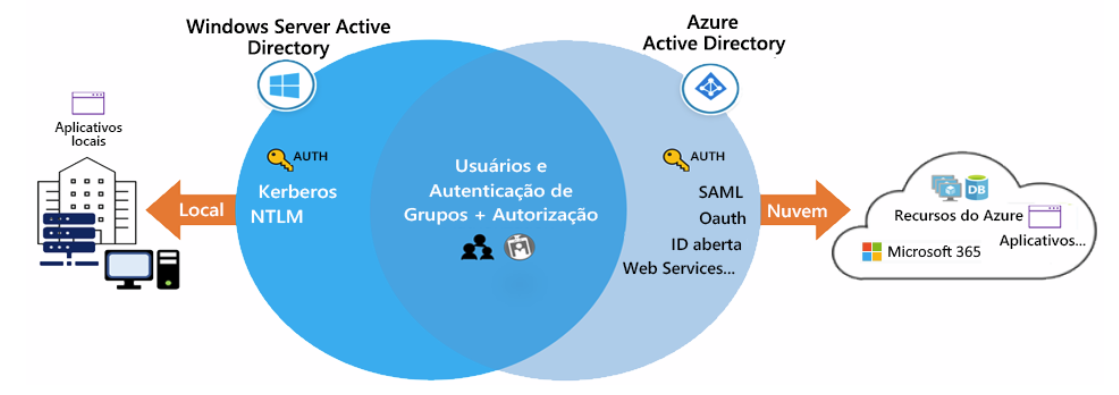 Windows Server Active
Directory
Azure
Active Directory
Aplicativos
locais
AUTH
Kerberos
NTLM
Local
Usuários e
Autenticação de
Grupos + Autorização
AUTH
SAML
Oauth
ID aberta
Web Services...
Nuvem
DB
Recursos do Azure
Aplicativos...
Microsoft 365